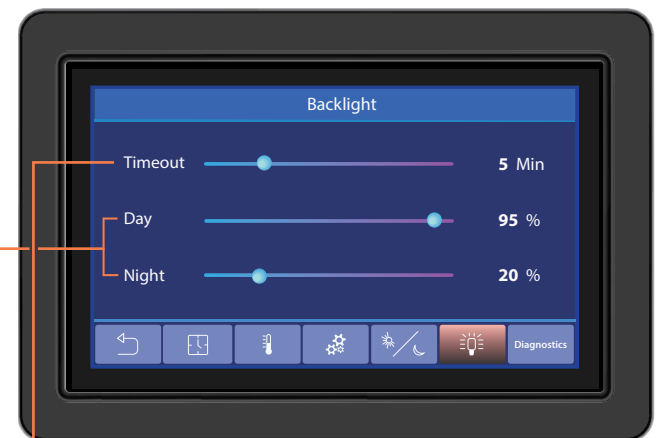 Backlight
Timeout 5 Min
Day 95 %
Night 20 %
Diagnostics